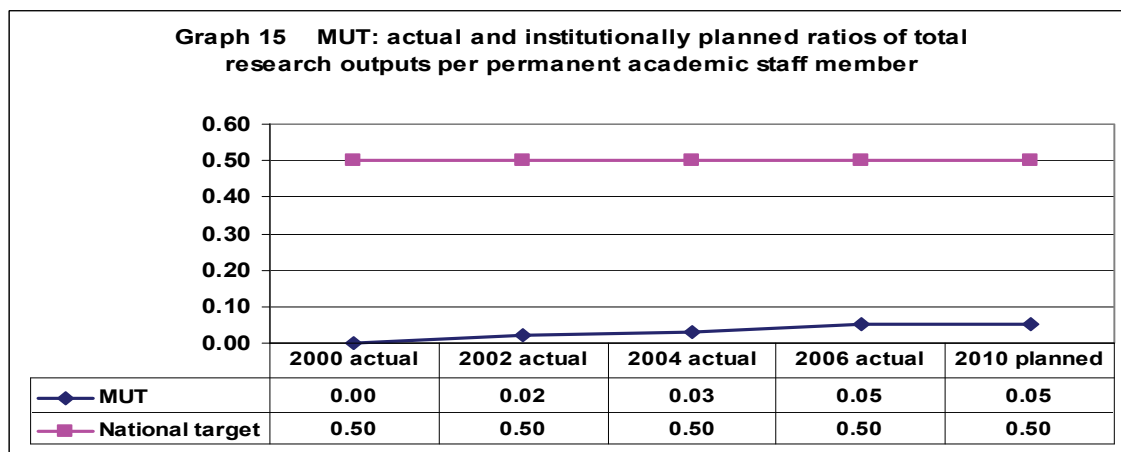 Graph 15 MUT: actual and institutionally planned ratios of total
research outputs per permanent academic staff member
0.60
0.50
0.40
0.30
0.20
0.10
0.00
2000 actual 2002 actual 2004 actual 2006 actual 2010 planned
MUT 0.00 0.02 0.03 0.05 0.05
National target 0.50 0.50 0.50 0.50 0.50